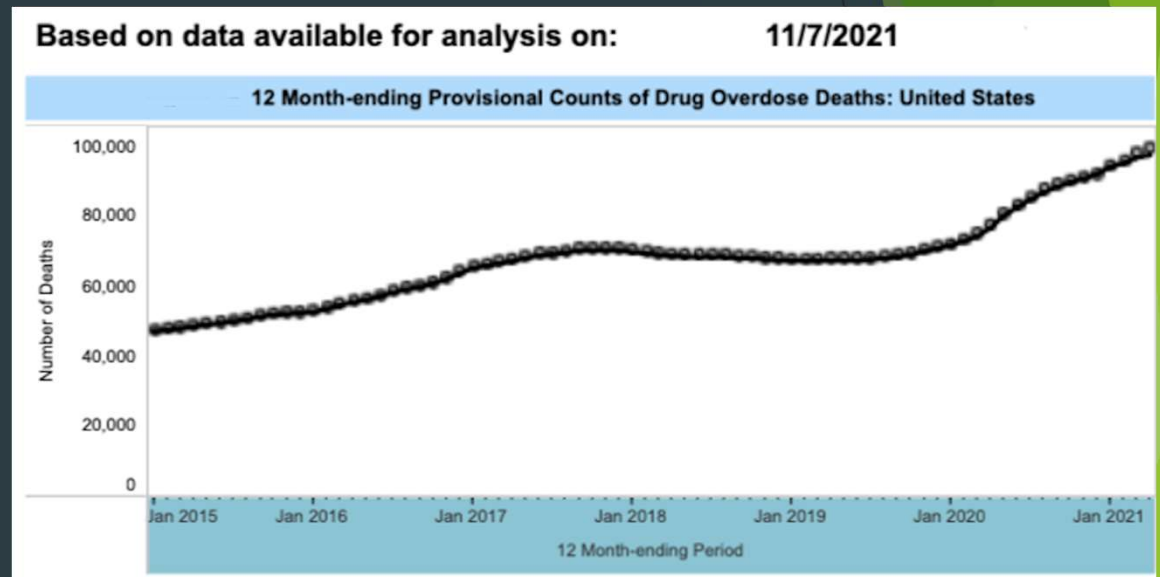 Based on data available for analysis on: 11/7/2021
12 Month-ending Provisional Counts of Drug Overdose Deaths: United States
Number of Deaths
100,000
80,000
60,000
40,000
20,000
0
Jan 2015 Jan 2016 Jan 2017 Jan 2018 Jan 2019 Jan 2020 Jan 2021
12 Month-ending Period